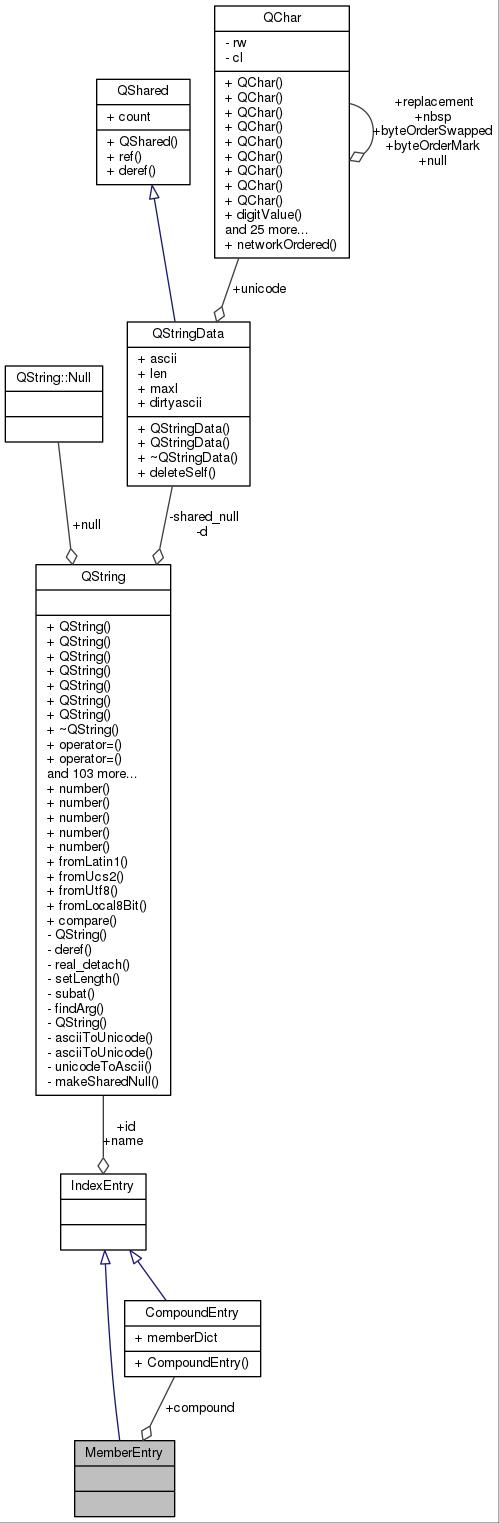 QChar
- rw
- cl
+ QChar()
+ QChar()
+ QChar()
+ QChar()
+ QChar()
+ QChar()
+ QChar()
+ QChar()
+ QChar()
+ digitValue()
and 25 more...
+ networkOrdered()
+replacement
+nbsp
+byteOrderSwapped
+byteOrderMark
+null
QShared
+ count
+ QShared()
+ ref()
+ deref()
+unicode
QStringData
+ ascii
+ len
+ maxl
+ dirtyascii
+ QStringData()
+ QStringData()
+ ~QStringData()
+ deleteSelf()
QString::Null
+null
-shared_null
-d
QString
+ QString()
+ QString()
+ QString()
+ QString()
+ QString()
+ QString()
+ QString()
+ ~QString()
+ operator=()
+ operator=()
and 103 more...
+ number()
+ number()
+ number()
+ number()
+ number()
+ fromLatin1()
+ fromUcs2()
+ fromUtf8()
+ fromLocal8Bit()
+ compare()
- QString()
- deref()
- real_detach()
- setLength()
- subat()
- findArg()
- QString()
- asciiToUnicode()
- asciiToUnicode()
- unicodeToAscii()
- makeSharedNull()
+id
+name
IndexEntry
CompoundEntry
+ memberDict
+ CompoundEntry()
+compound
MemberEntry